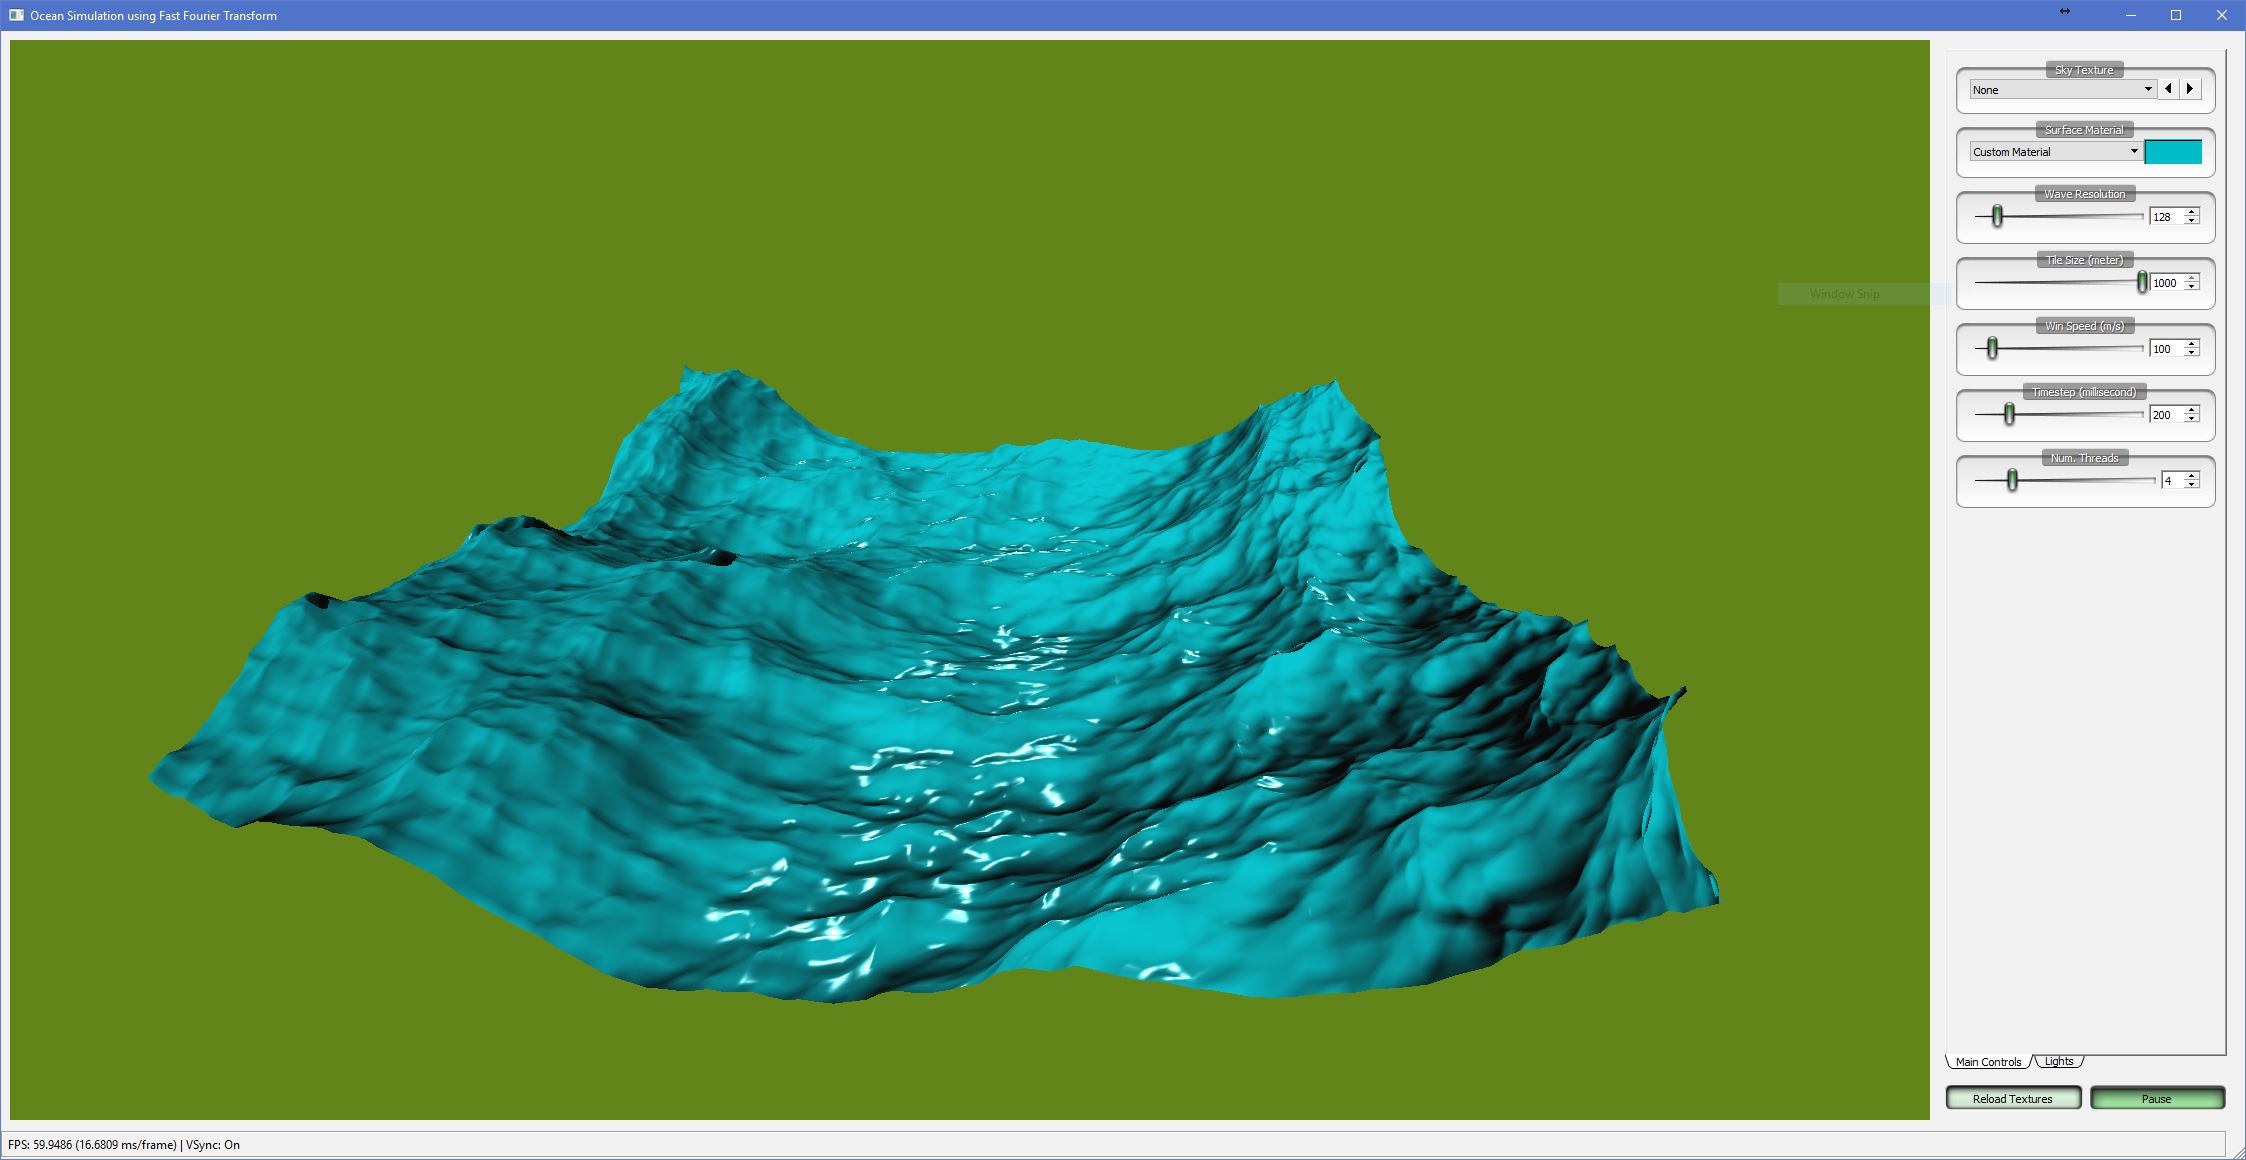 Ocean Simulation using Fast Fourier Transform
Sky Texture
None
Surface Material
Custom Material
Wave Resolution
128
Tile Size (meter)
1000
Window Snip
Win Speed (m/s)
100
Timestep (millisecond)
200
Num. Threads
4
Main Controls
Lights
Reload Textures
Pause
FPS: 59.9486 (16.6809 ms/frame) | VSync: On